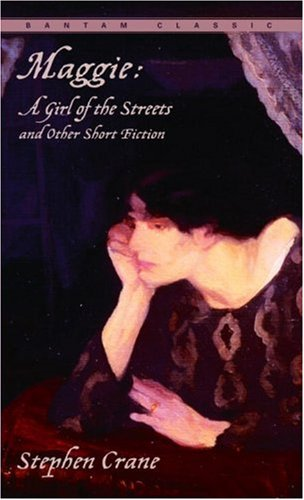 BANTAM CLASSIC
Maggie:
A Girl of the Streets
and Other Short Fiction
Stephen Crane